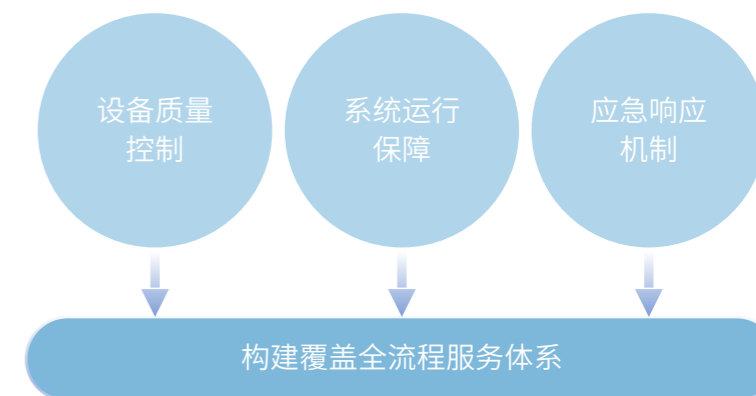 设备质量
控制
系统运行
保障
应急响应
机制
构建覆盖全流程服务体系